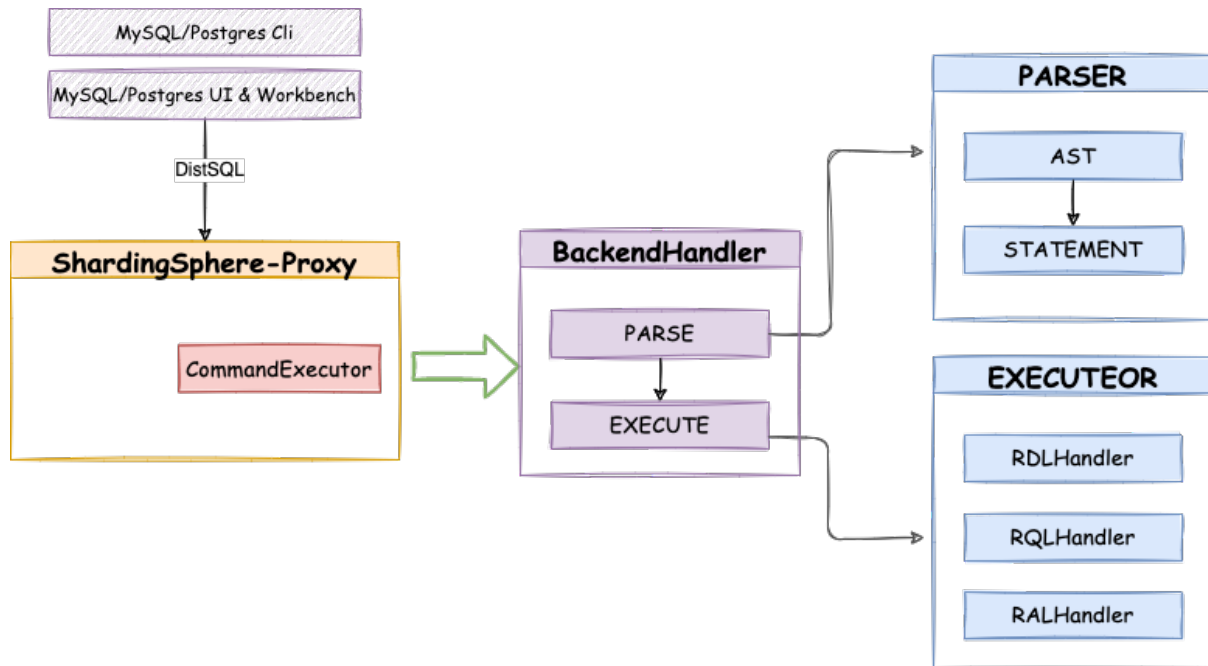 MySQL/Postgres Cli
MySQL/Postgres UI & Workbench
DistSQL
ShardingSphere-Proxy
CommandExecutor
BackendHandler
PARSE
EXECUTE
PARSER
AST
STATEMENT
EXECUTEOR
RDLHandler
RQLHandler
RALHandler